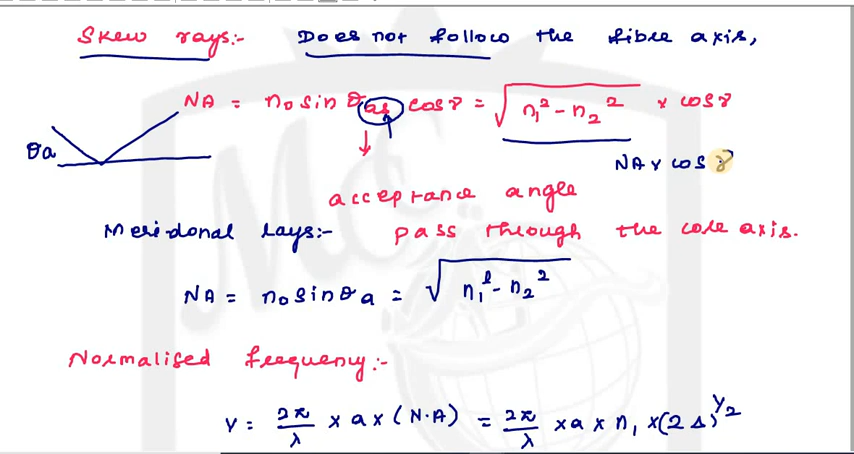 Skew rays:- Does not follow the fibre axis,
NA = n₀ sin θas cos γ = √(n₁² - n₂²) × cos γ
θa
NA × cos γ
acceptance angle
Meridonal rays:- pass through the core axis.
NA = n₀ sin θa = √(n₁² - n₂²)
Normalised frequency:-
V = 2π/λ × a × (N.A) = 2π/λ × a × n₁ × (2 Δ)^1/2